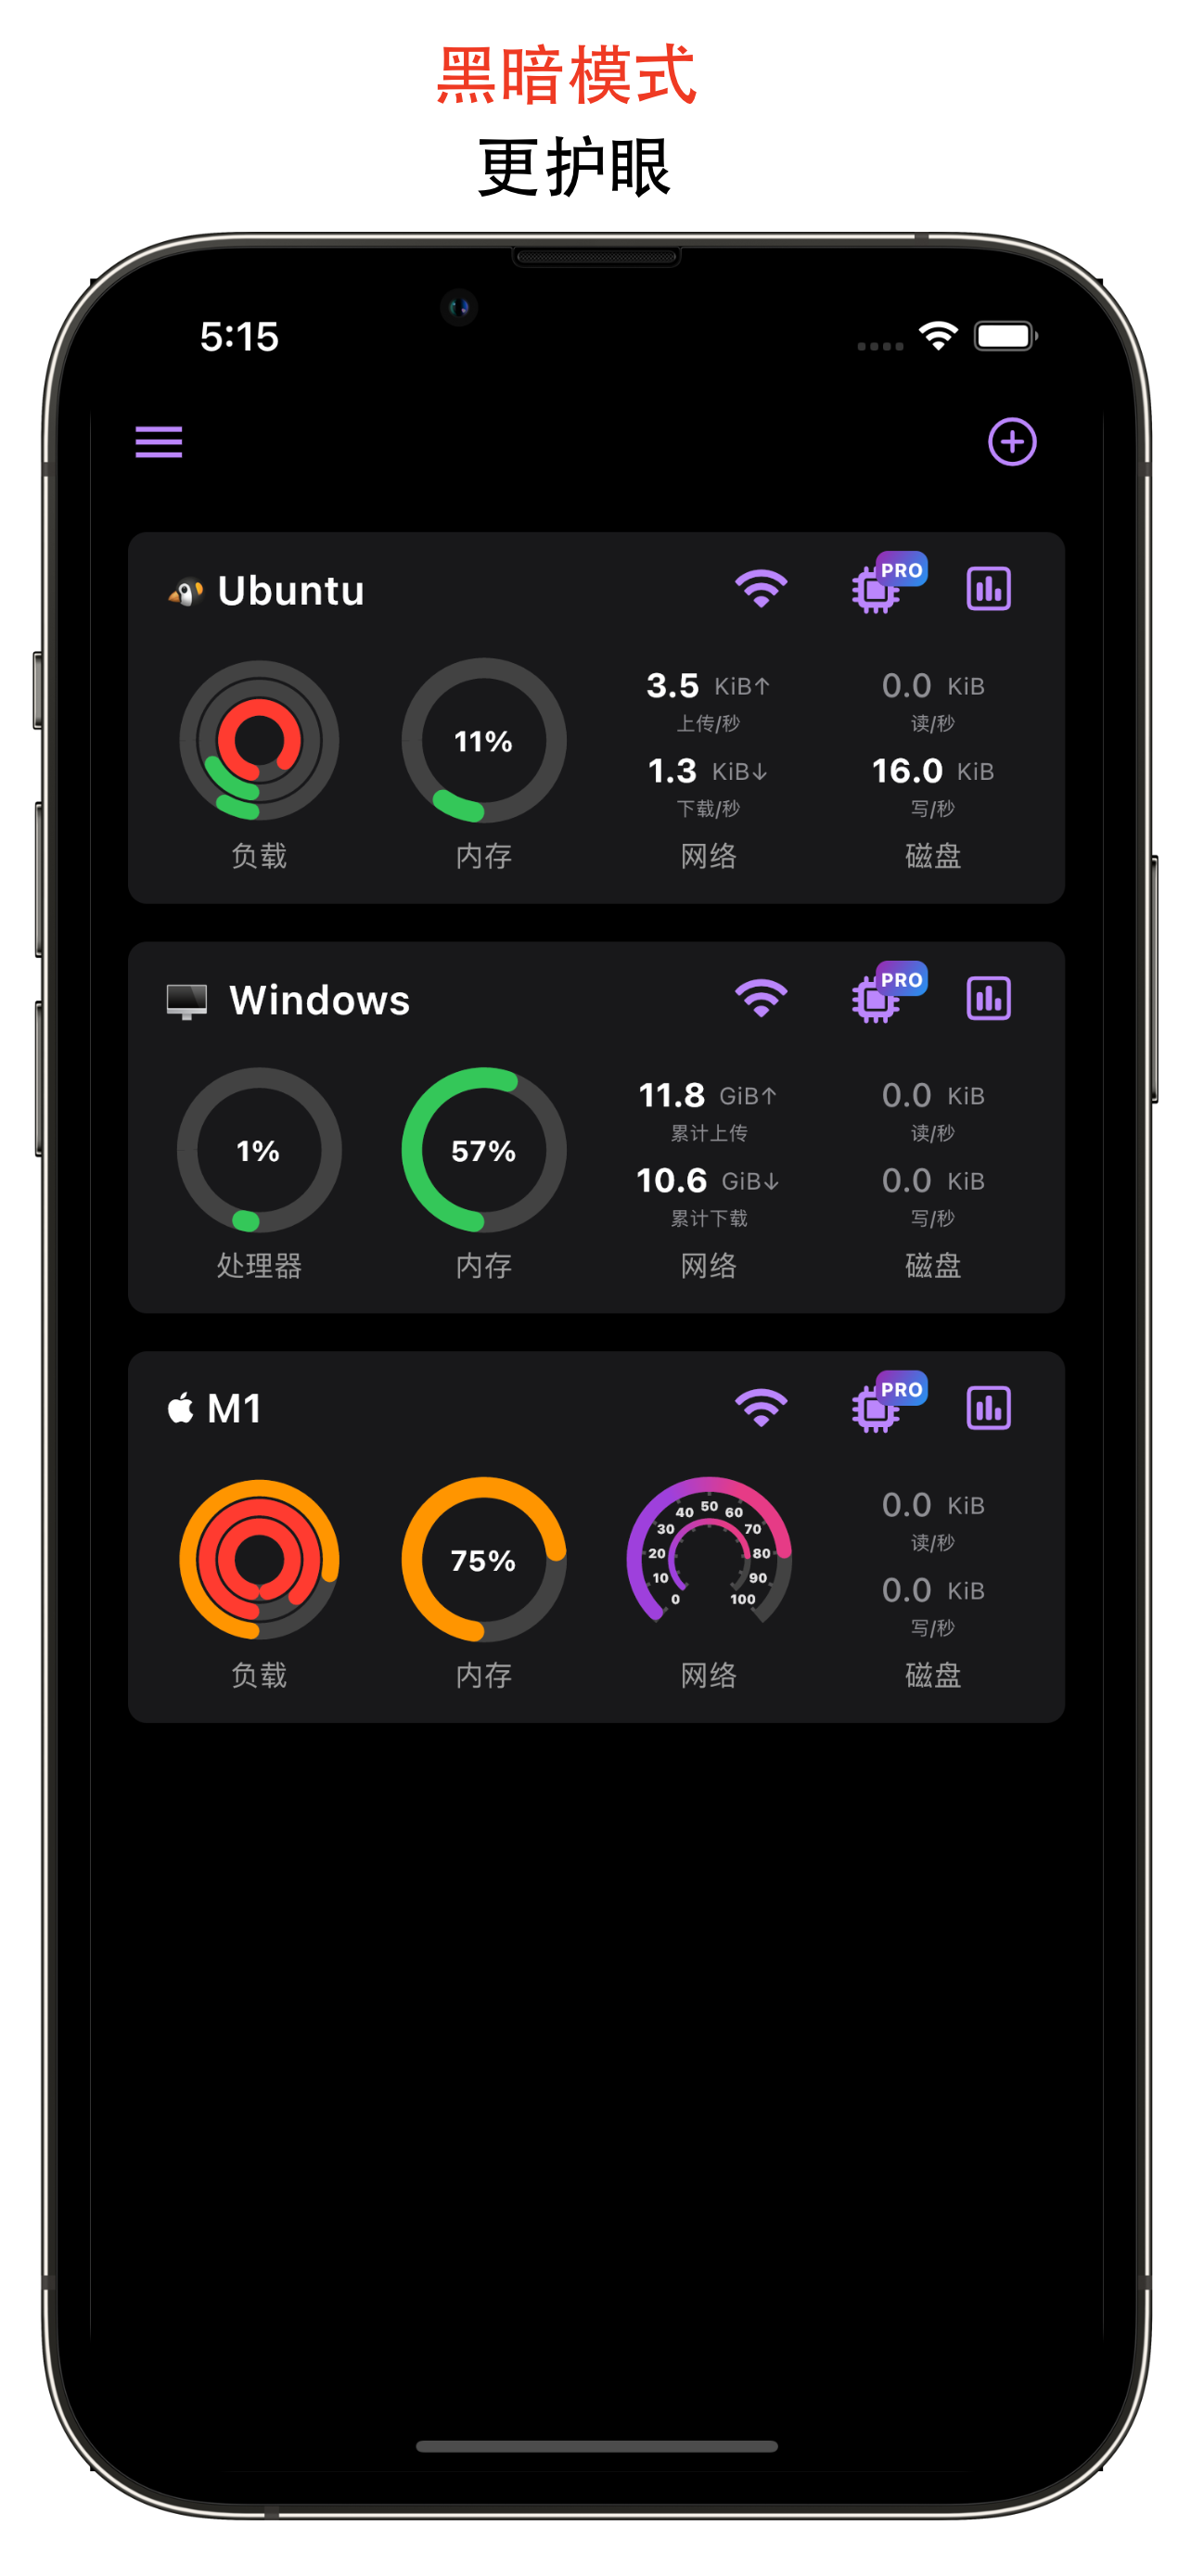 黑暗模式
更护眼
5:15
Ubuntu
PRO
11%
3.5 KiB↑
上传/秒
1.3 KiB↓
下载/秒
0.0 KiB
读/秒
16.0 KiB
写/秒
负载
内存
网络
磁盘
Windows
PRO
1%
57%
11.8 GiB↑
累计上传
10.6 GiB↓
累计下载
0.0 KiB
读/秒
0.0 KiB
写/秒
处理器
内存
网络
磁盘
M1
PRO
75%
0 10 20 30 40 50 60 70 80 90 100
0.0 KiB
读/秒
0.0 KiB
写/秒
负载
内存
网络
磁盘